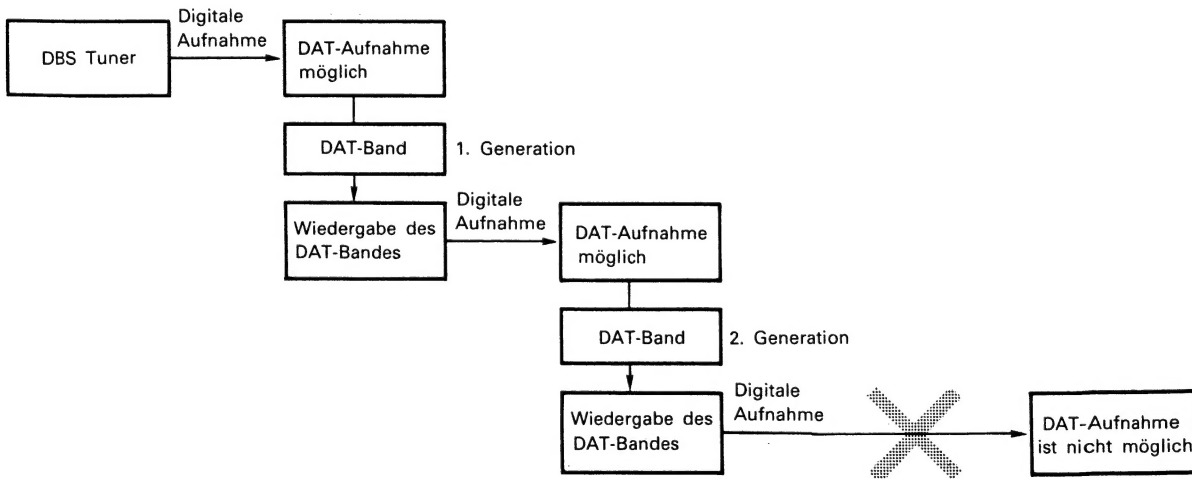 Digitale
Aufnahme
DBS Tuner
DAT-Aufnahme
möglich
DAT-Band
1. Generation
Wiedergabe des
DAT-Bandes
Digitale
Aufnahme
DAT-Aufnahme
möglich
DAT-Band
2. Generation
Wiedergabe des
DAT-Bandes
Digitale
Aufnahme
DAT-Aufnahme
ist nicht möglich